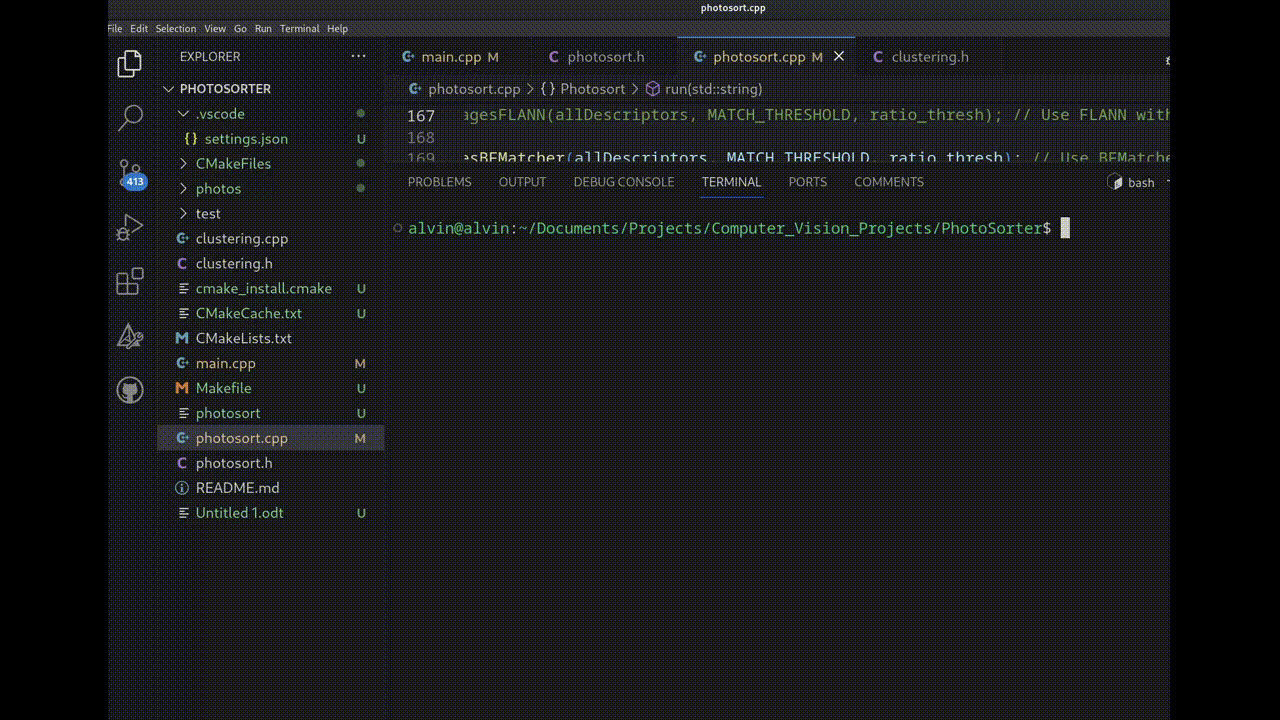 photosort.cpp
File Edit Selection View Go Run Terminal Help
EXPLORER
PHOTOSORTER
.vscode
{} settings.json U
CMakeFiles
photos
test
clustering.cpp
C clustering.h
cmake_install.cmake U
CMakeCache.txt U
M CMakeLists.txt
main.cpp M
M Makefile U
photosort U
photosort.cpp M
C photosort.h
README.md
Untitled 1.odt U
413
main.cpp M C photosort.h photosort.cpp M C clustering.h
photosort.cpp > {} Photosort > run(std::string)
167 agesFLANN(allDescriptors, MATCH_THRESHOLD, ratio_thresh); // Use FLANN with
168
169 esBFMatcher(allDescriptors, MATCH_THRESHOLD, ratio_thresh); // Use BFMatche
PROBLEMS OUTPUT DEBUG CONSOLE TERMINAL PORTS COMMENTS bash
alvin@alvin:~/Documents/Projects/Computer_Vision_Projects/PhotoSorter$